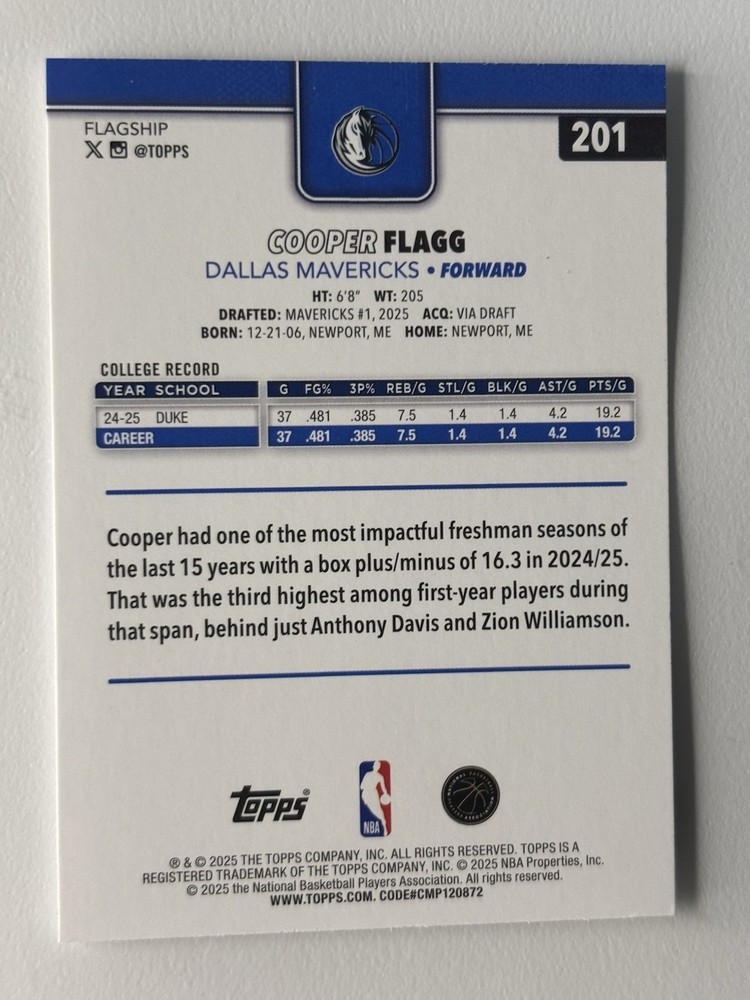 FLAGSHIP
@TOPPS
201
COOPER FLAGG
DALLAS MAVERICKS • FORWARD
HT: 6'8" WT: 205
DRAFTED: MAVERICKS #1, 2025 ACQ: VIA DRAFT
BORN: 12-21-06, NEWPORT, ME HOME: NEWPORT, ME
COLLEGE RECORD
YEAR SCHOOL G FG% 3P% REB/G STL/G BLK/G AST/G PTS/G
24-25 DUKE 37 .481 .385 7.5 1.4 1.4 4.2 19.2
CAREER 37 .481 .385 7.5 1.4 1.4 4.2 19.2
Cooper had one of the most impactful freshman seasons of
the last 15 years with a box plus/minus of 16.3 in 2024/25.
That was the third highest among first-year players during
that span, behind just Anthony Davis and Zion Williamson.
Topps®
NBA
® & © 2025 THE TOPPS COMPANY, INC. ALL RIGHTS RESERVED. TOPPS IS A
REGISTERED TRADEMARK OF THE TOPPS COMPANY, INC. © 2025 NBA Properties, Inc.
© 2025 the National Basketball Players Association. All rights reserved.
WWW.TOPPS.COM. CODE#CMP120872